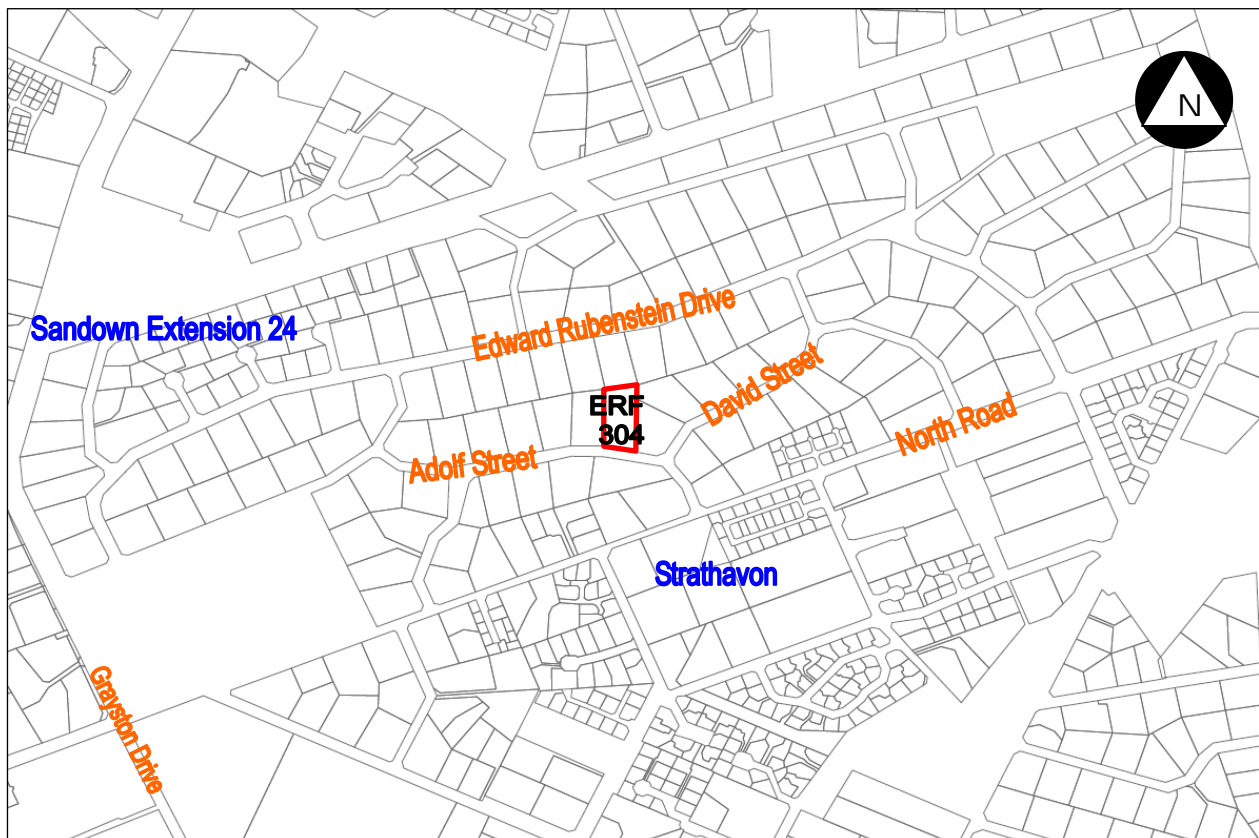 N
Edward Rubenstein Drive
Sandown Extension 24
David Street
ERF
304
North Road
Adolf Street
Strathavon
Grayston Drive